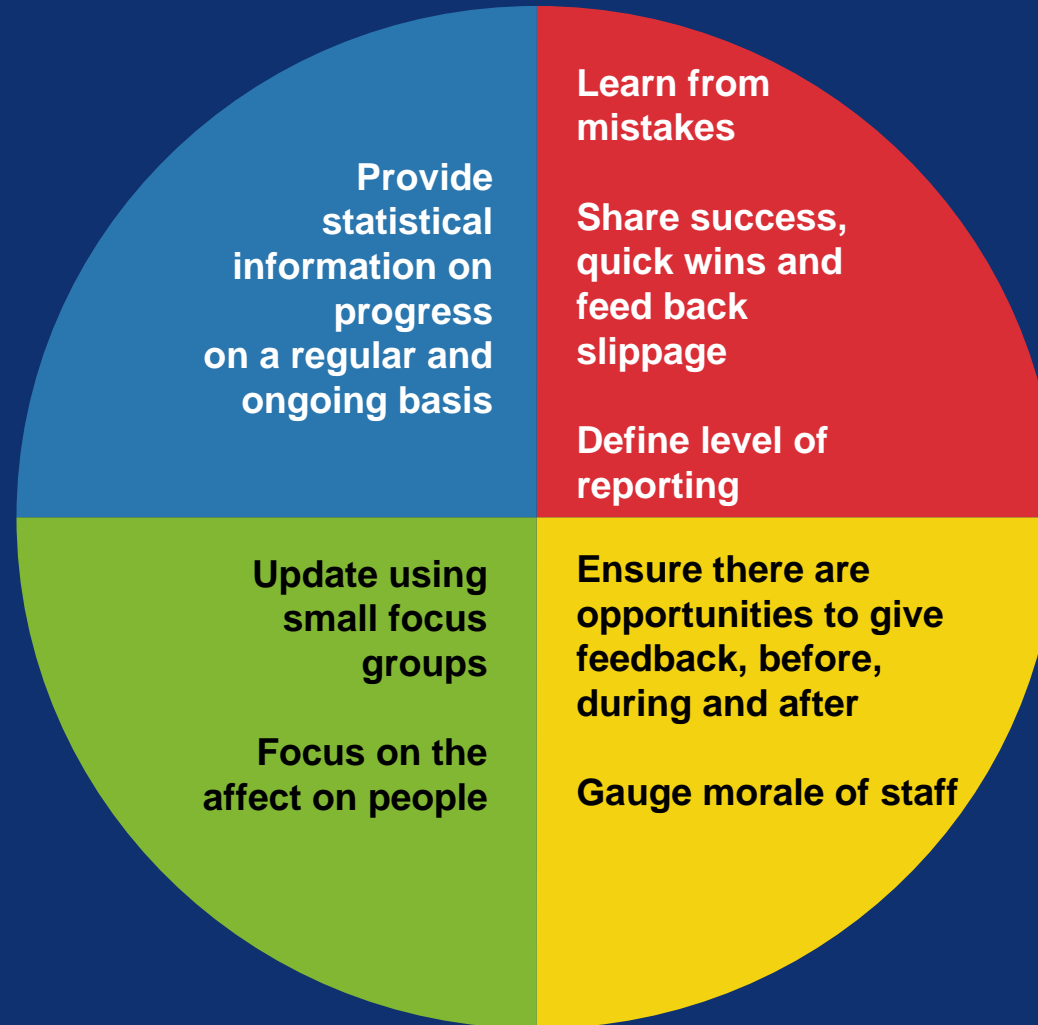 Provide
statistical
information on
progress
on a regular and
ongoing basis
Learn from
mistakes
Share success,
quick wins and
feed back
slippage
Define level of
reporting
Update using
small focus
groups
Focus on the
affect on people
Ensure there are
opportunities to give
feedback, before,
during and after
Gauge morale of staff